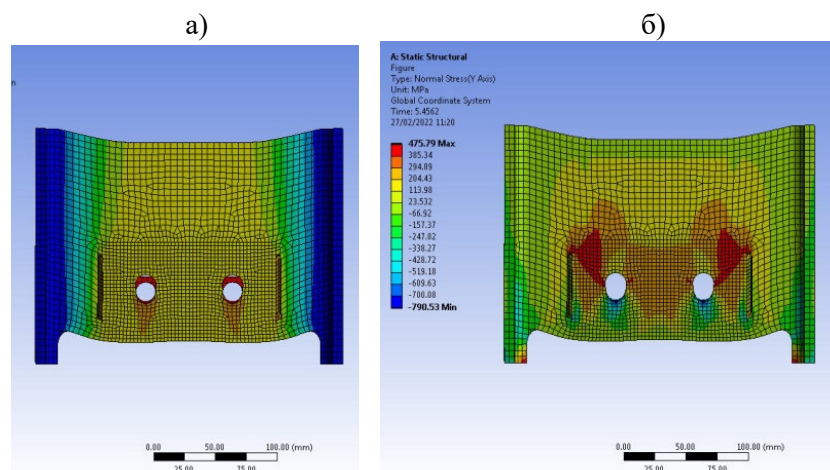 а)
б)
A: Static Structural
Figure
Type: Normal Stress(Y Axis)
Unit: MPa
Global Coordinate System
Time: 5.4562
27/02/2022 11:20
475.79 Max
385.34
294.89
204.43
113.98
23.532
-66.92
-157.37
-247.82
-338.27
-428.72
-519.18
-609.63
-700.08
-790.53 Min
0.00 50.00 100.00 (mm)
25.00 75.00
0.00 50.00 100.00 (mm)
25.00 75.00